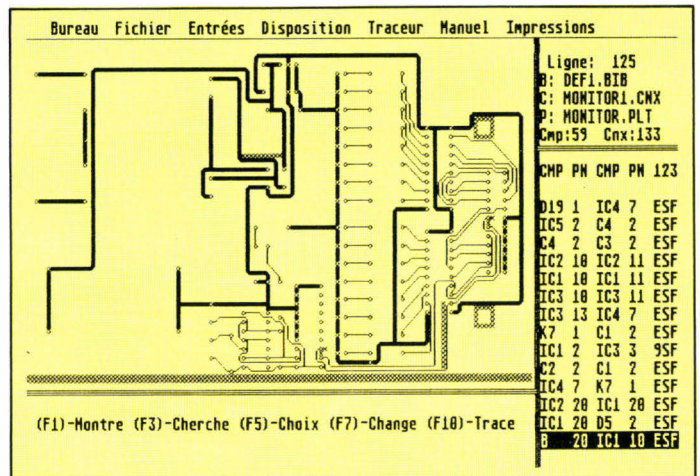 Bureau Fichier Entrées Disposition Traceur Manuel Impressions
Ligne: 125
B: DEF1.BIB
C: MONITOR1.CNX
P: MONITOR.PLT
Cmp:59 Cnx:133
CMP PN CMP PN 123
D19 1 IC4 7 ESF
IC5 2 C4 2 ESF
C4 2 C3 2 ESF
IC2 10 IC2 11 ESF
IC1 10 IC1 11 ESF
IC3 10 IC3 11 ESF
IC3 13 IC4 7 ESF
K7 1 C1 2 ESF
IC1 2 IC3 3 9SF
C2 2 C1 2 ESF
IC4 7 K7 1 ESF
IC2 20 IC1 20 ESF
IC1 20 D5 2 ESF
B 20 IC1 10 ESF
(F1)-Montre (F3)-Cherche (F5)-Choix (F7)-Change (F10)-Trace